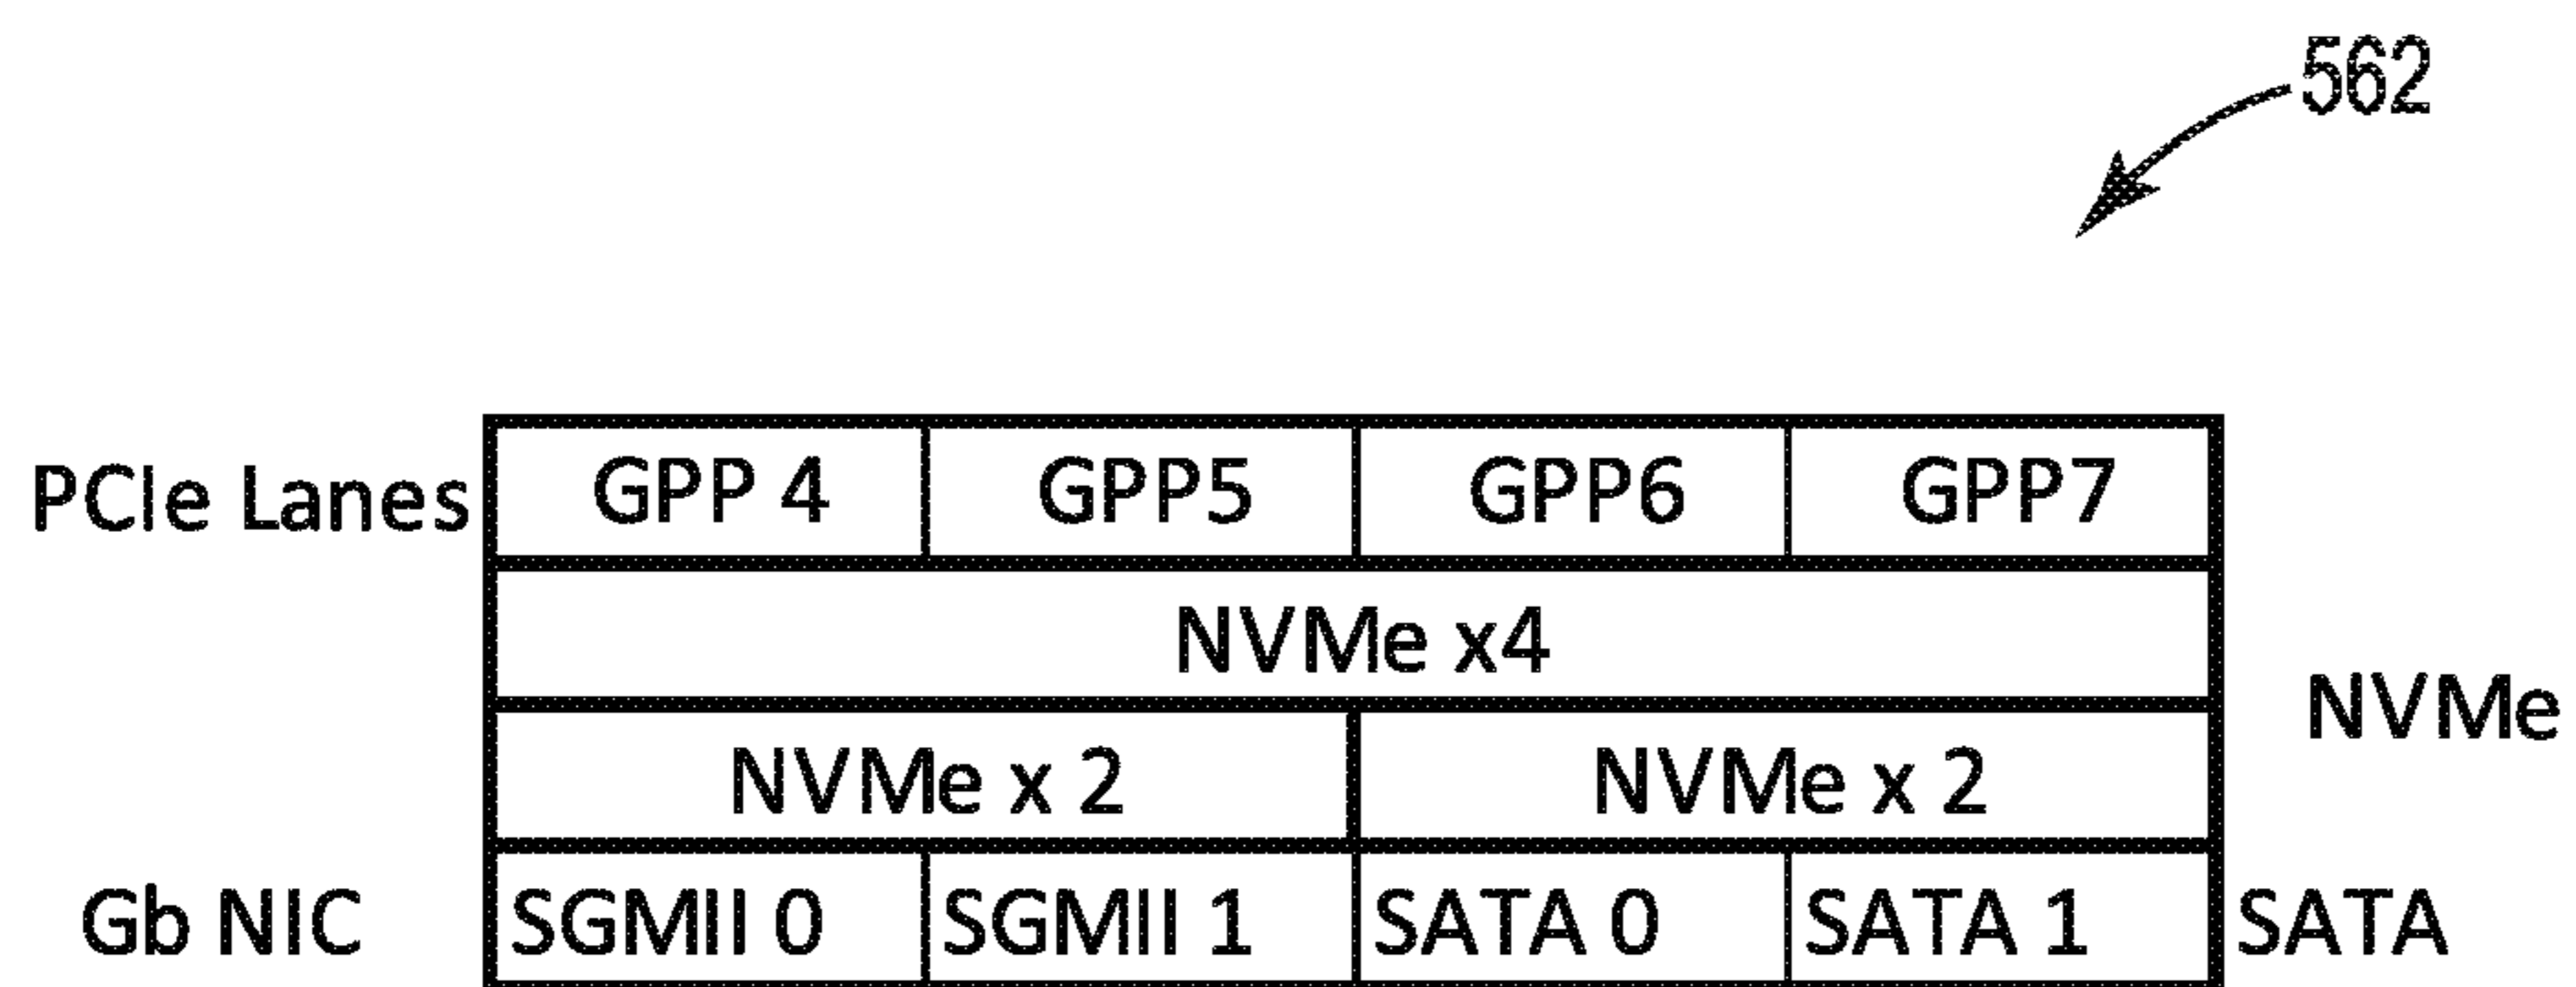 562
PCIe Lanes GPP 4 GPP5 GPP6 GPP7
NVMe x4
NVMe
NVMe x 2 NVMe x 2
Gb NIC SGMII 0 SGMII 1 SATA 0 SATA 1 SATA